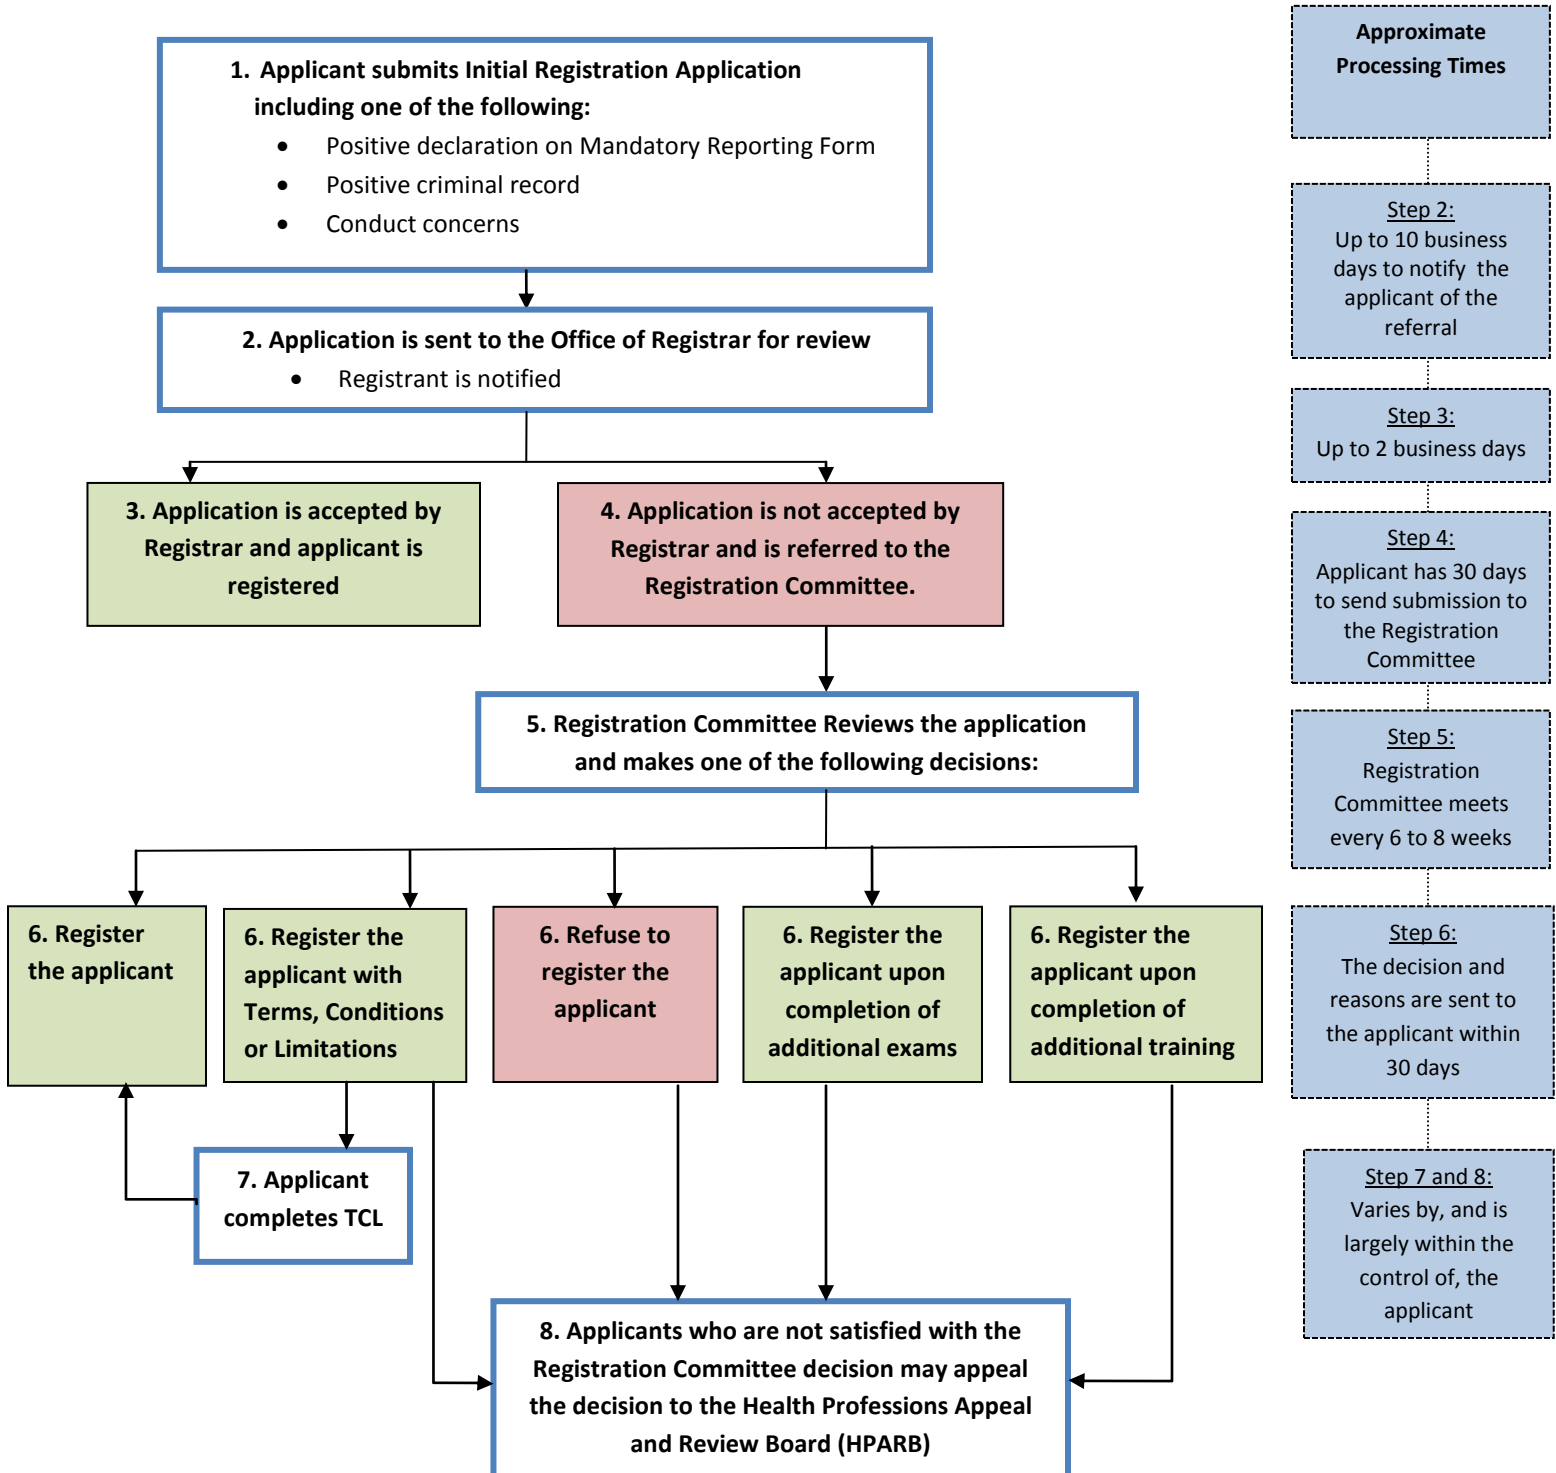 1. Applicant submits Initial Registration Application
including one of the following:
• Positive declaration on Mandatory Reporting Form
• Positive criminal record
• Conduct concerns
2. Application is sent to the Office of Registrar for review
• Registrant is notified
3. Application is accepted by
Registrar and applicant is
registered
4. Application is not accepted by
Registrar and is referred to the
Registration Committee.
5. Registration Committee Reviews the application
and makes one of the following decisions:
6. Register
the applicant
6. Register the
applicant with
Terms, Conditions
or Limitations
6. Refuse to
register the
applicant
6. Register the
applicant upon
completion of
additional exams
6. Register the
applicant upon
completion of
additional training
7. Applicant
completes TCL
8. Applicants who are not satisfied with the
Registration Committee decision may appeal
the decision to the Health Professions Appeal
and Review Board (HPARB)
Approximate
Processing Times
Step 2:
Up to 10 business
days to notify the
applicant of the
referral
Step 3:
Up to 2 business days
Step 4:
Applicant has 30 days
to send submission to
the Registration
Committee
Step 5:
Registration
Committee meets
every 6 to 8 weeks
Step 6:
The decision and
reasons are sent to
the applicant within
30 days
Step 7 and 8:
Varies by, and is
largely within the
control of, the
applicant